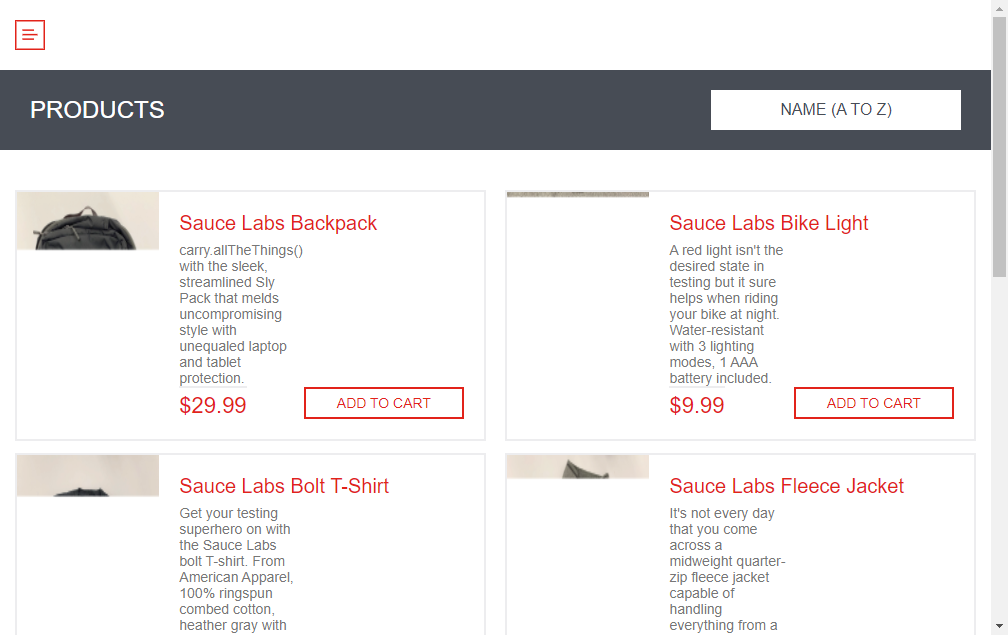 PRODUCTS
NAME (A TO Z)
Sauce Labs Backpack
carry.allTheThings()
with the sleek,
streamlined Sly
Pack that melds
uncompromising
style with
unequaled laptop
and tablet
protection.
$29.99
ADD TO CART
Sauce Labs Bike Light
A red light isn't the
desired state in
testing but it sure
helps when riding
your bike at night.
Water-resistant
with 3 lighting
modes, 1 AAA
battery included.
$9.99
ADD TO CART
Sauce Labs Bolt T-Shirt
Get your testing
superhero on with
the Sauce Labs
bolt T-shirt. From
American Apparel,
100% ringspun
combed cotton,
heather gray with
Sauce Labs Fleece Jacket
It's not every day
that you come
across a
midweight quarter-
zip fleece jacket
capable of
handling
everything from a